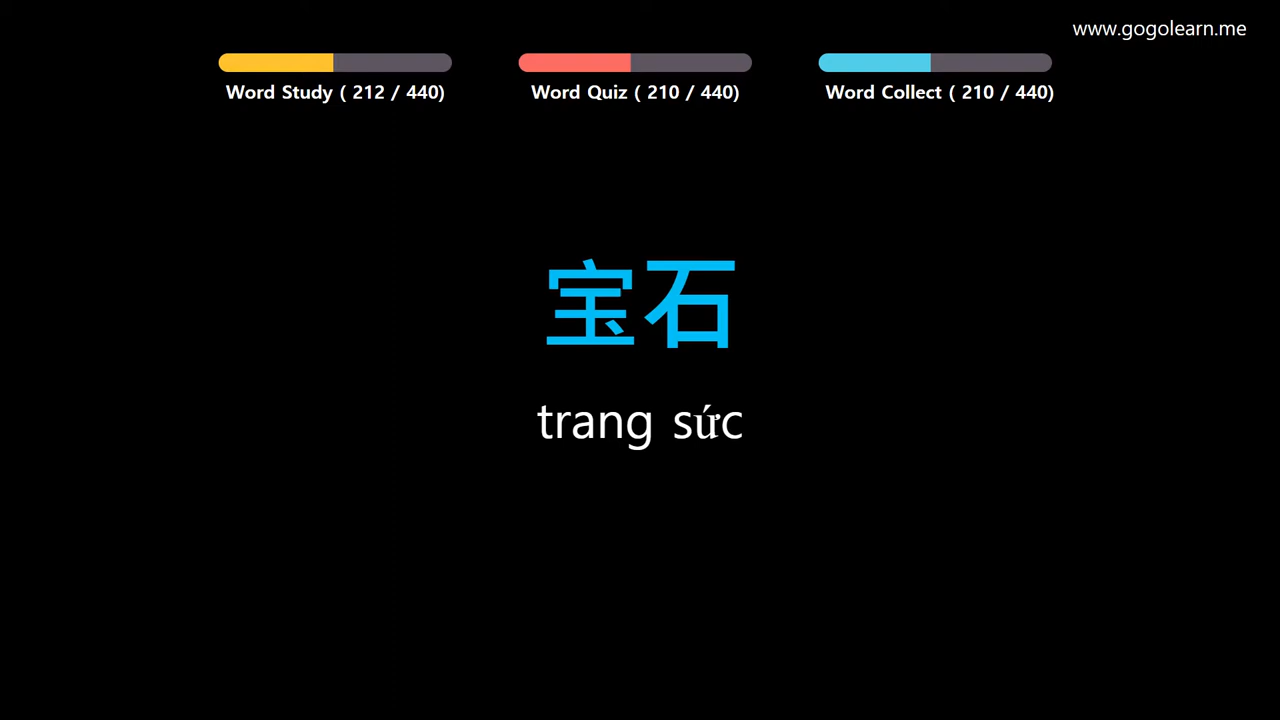 www.gogolearn.me
Word Study ( 212 / 440)
Word Quiz ( 210 / 440)
Word Collect ( 210 / 440)
宝石
trang sức